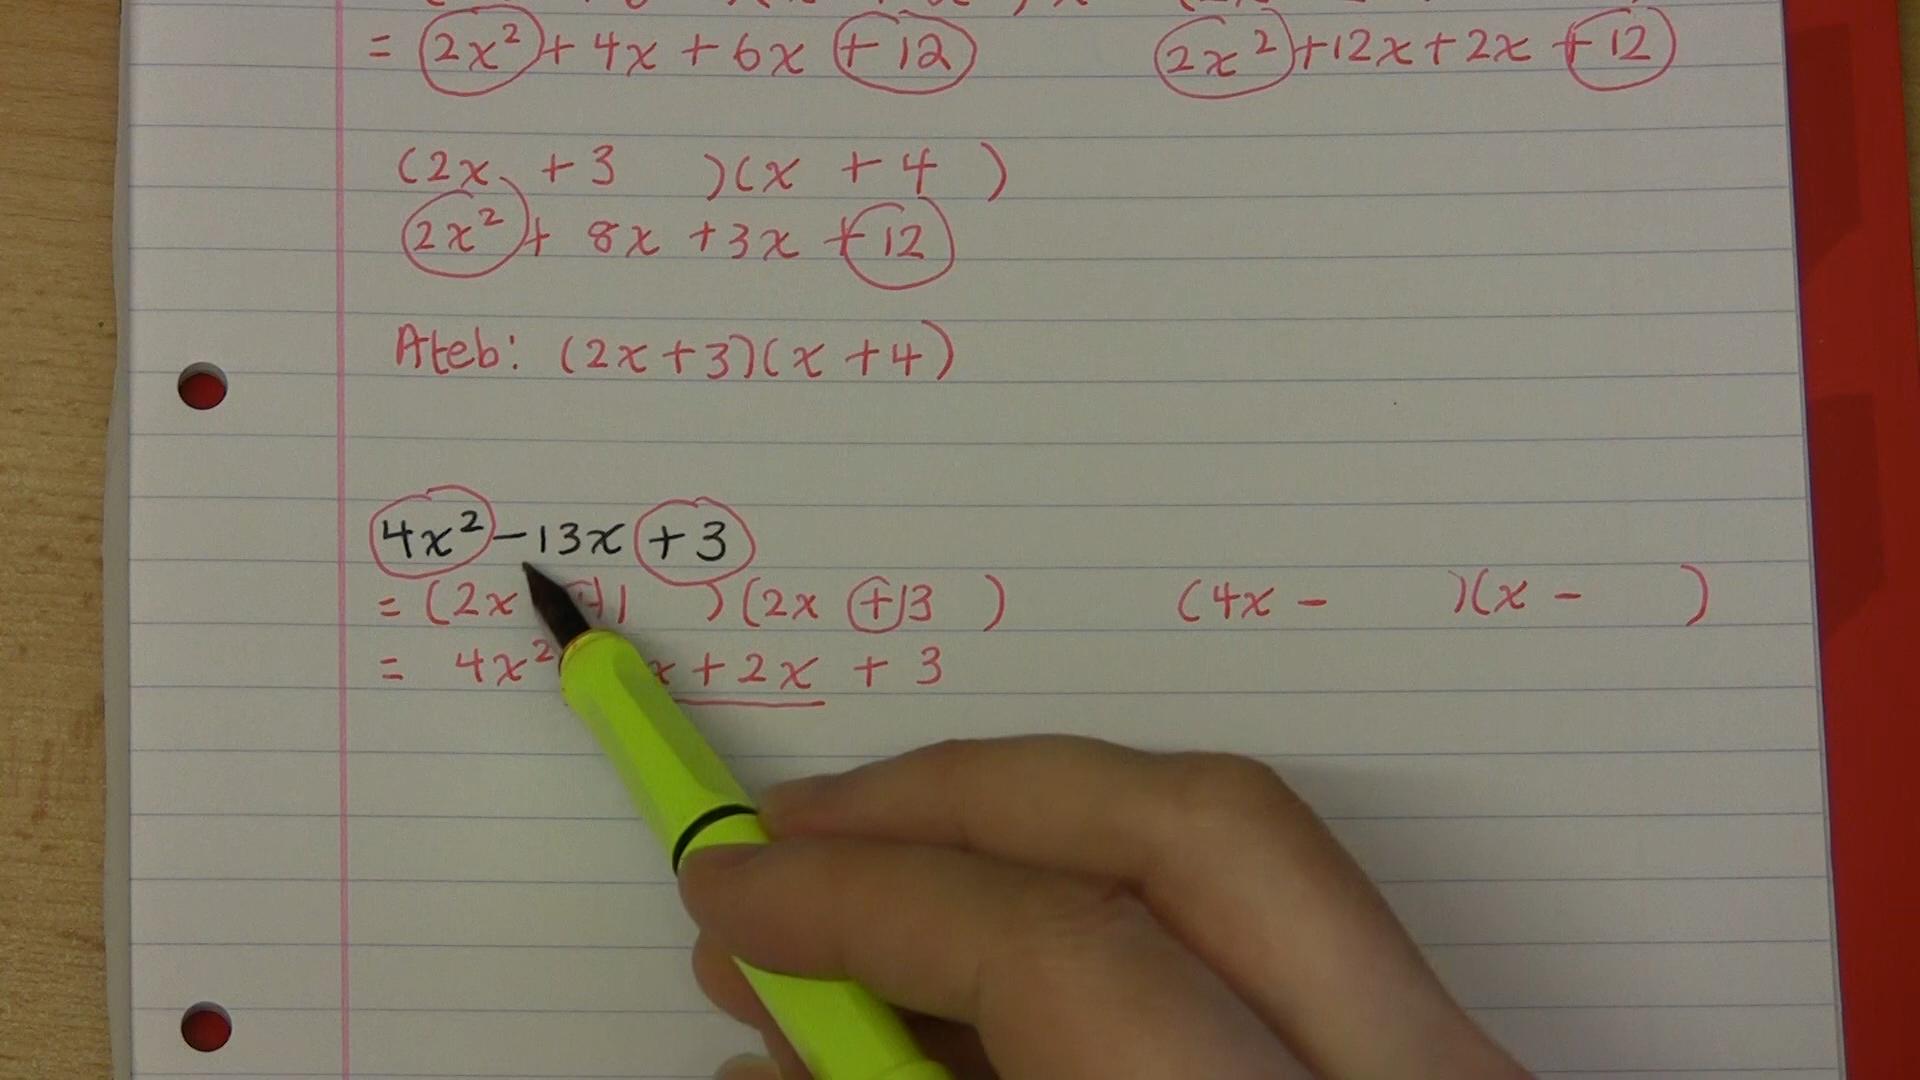 = 2x² + 4x + 6x + 12 2x² + 12x + 2x + 12
(2x + 3 )(x + 4 )
2x² + 8x + 3x + 12
Ateb: (2x + 3)(x + 4)
4x² - 13x + 3
= (2x + 1 )(2x + 3 ) (4x - )(x - )
= 4x² x + 2x + 3